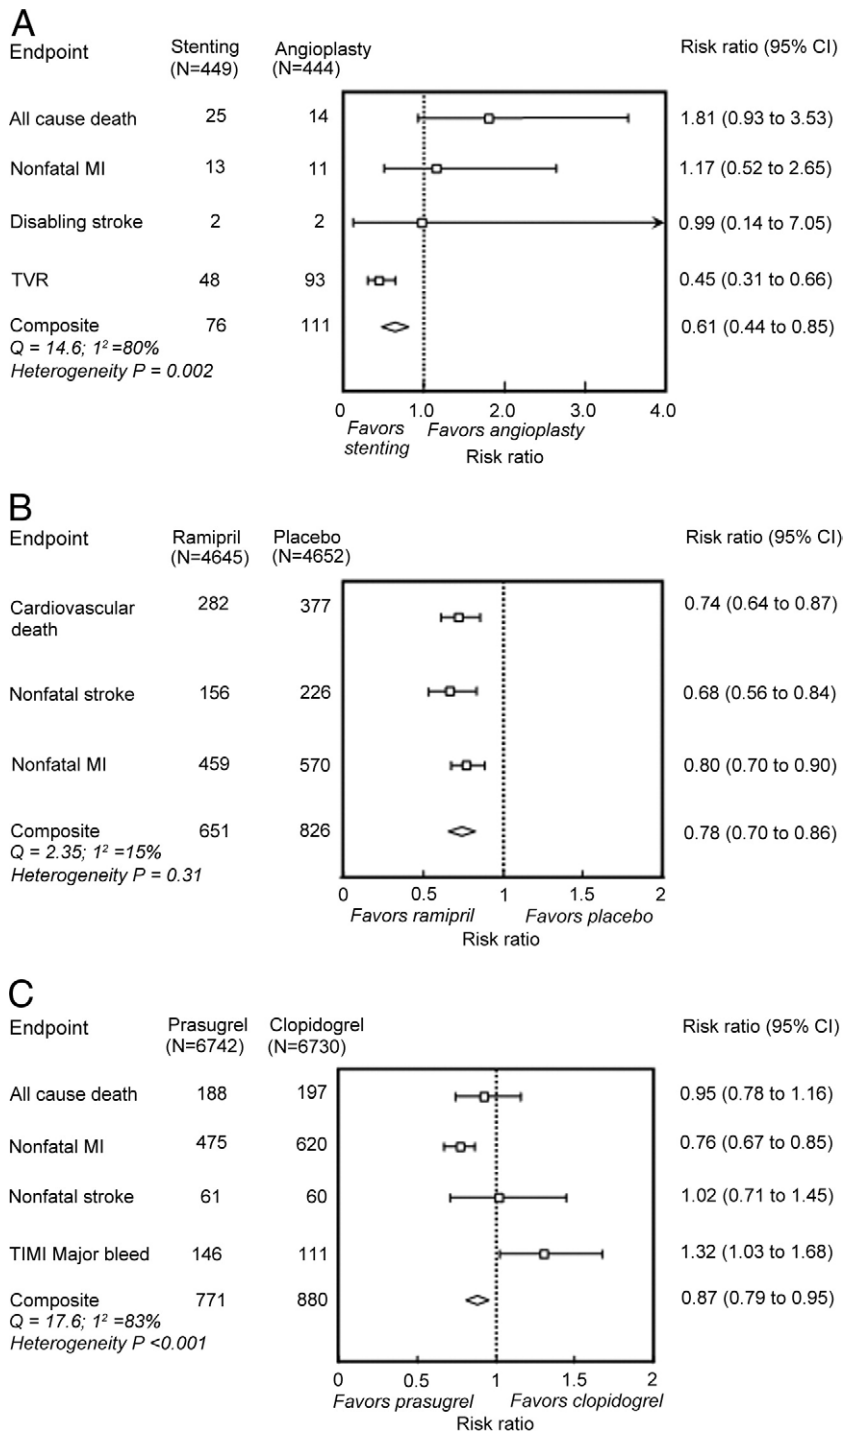 A
Endpoint Stenting (N=449) Angioplasty (N=444) Risk ratio (95% CI)
All cause death 25 14 1.81 (0.93 to 3.53)
Nonfatal MI 13 11 1.17 (0.52 to 2.65)
Disabling stroke 2 2 0.99 (0.14 to 7.05)
TVR 48 93 0.45 (0.31 to 0.66)
Composite 76 111 0.61 (0.44 to 0.85)
Q = 14.6; 1² =80%
Heterogeneity P = 0.002
0 1.0 2.0 3.0 4.0
Favors stenting Favors angioplasty
Risk ratio
B
Endpoint Ramipril (N=4645) Placebo (N=4652) Risk ratio (95% CI)
Cardiovascular death 282 377 0.74 (0.64 to 0.87)
Nonfatal stroke 156 226 0.68 (0.56 to 0.84)
Nonfatal MI 459 570 0.80 (0.70 to 0.90)
Composite 651 826 0.78 (0.70 to 0.86)
Q = 2.35; 1² =15%
Heterogeneity P = 0.31
0 0.5 1 1.5 2
Favors ramipril Favors placebo
Risk ratio
C
Endpoint Prasugrel (N=6742) Clopidogrel (N=6730) Risk ratio (95% CI)
All cause death 188 197 0.95 (0.78 to 1.16)
Nonfatal MI 475 620 0.76 (0.67 to 0.85)
Nonfatal stroke 61 60 1.02 (0.71 to 1.45)
TIMI Major bleed 146 111 1.32 (1.03 to 1.68)
Composite 771 880 0.87 (0.79 to 0.95)
Q = 17.6; 1² =83%
Heterogeneity P <0.001
0 0.5 1 1.5 2
Favors prasugrel Favors clopidogrel
Risk ratio